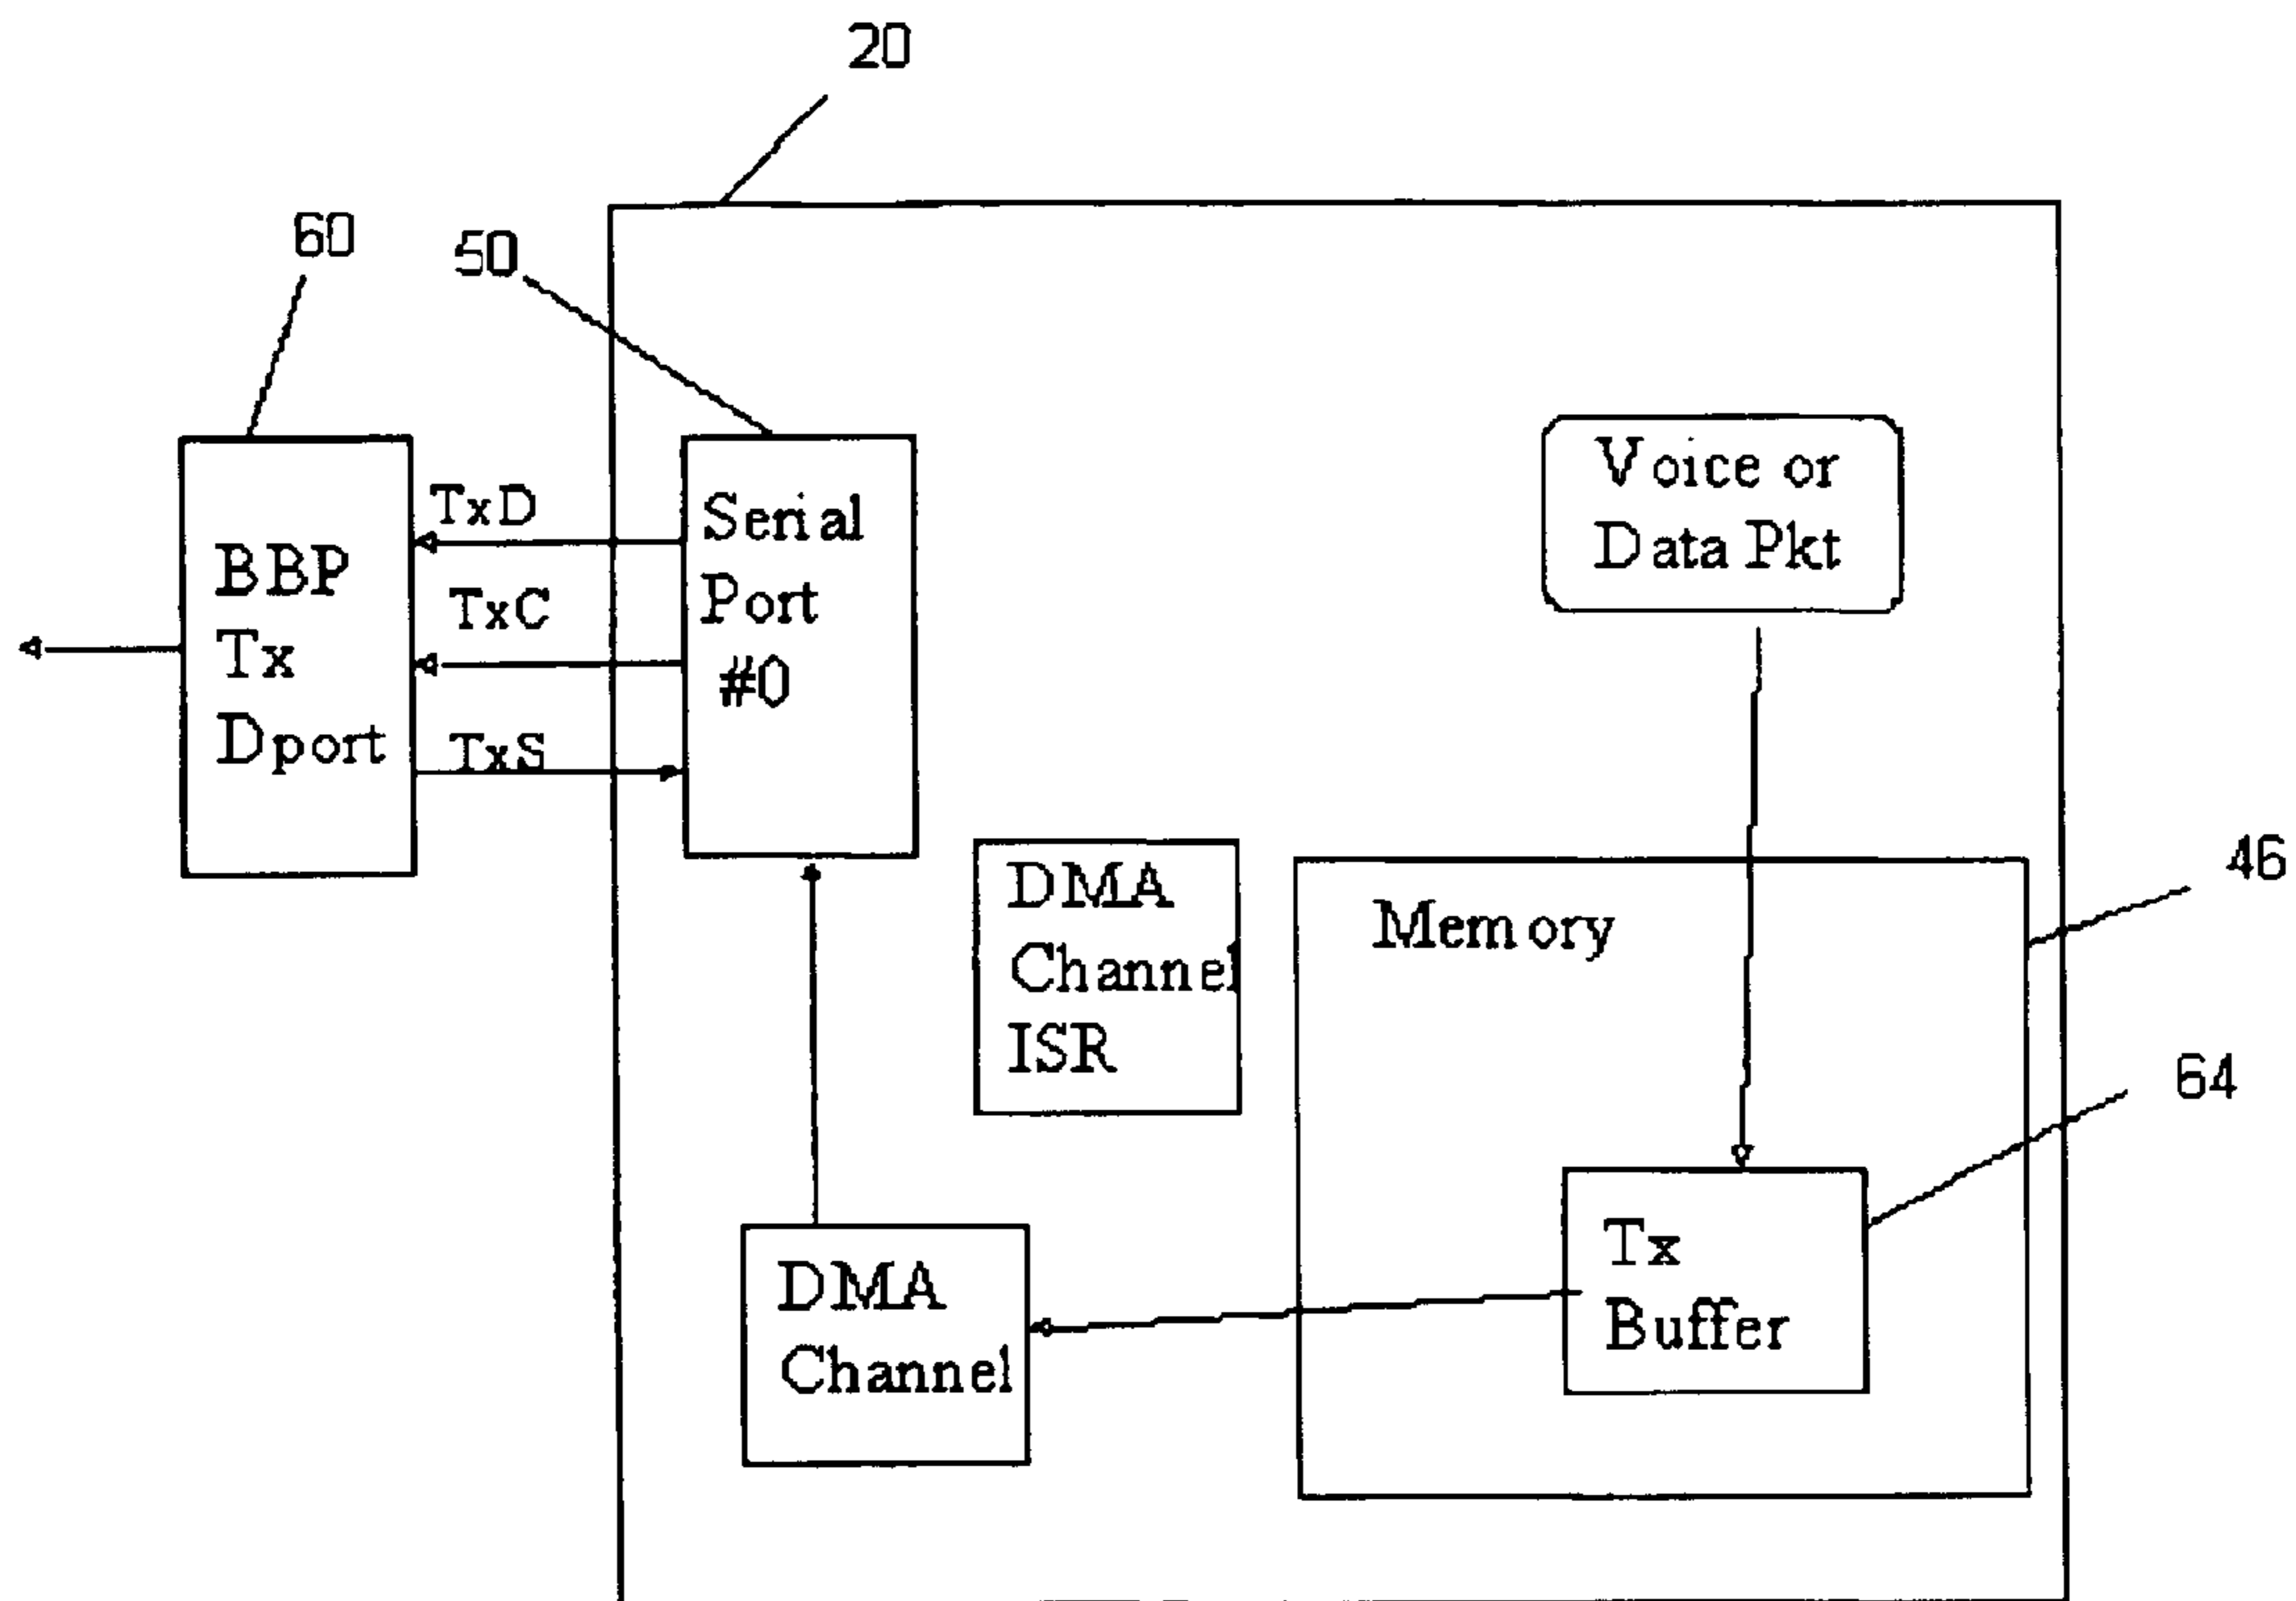 20
60
50
Voice or
Data Pkt
TxD
TxC
TxS
BBP
Tx
Dport
Serial
Port
#0
DMA
Channel
ISR
Memory
46
64
Tx
Buffer
DMA
Channel